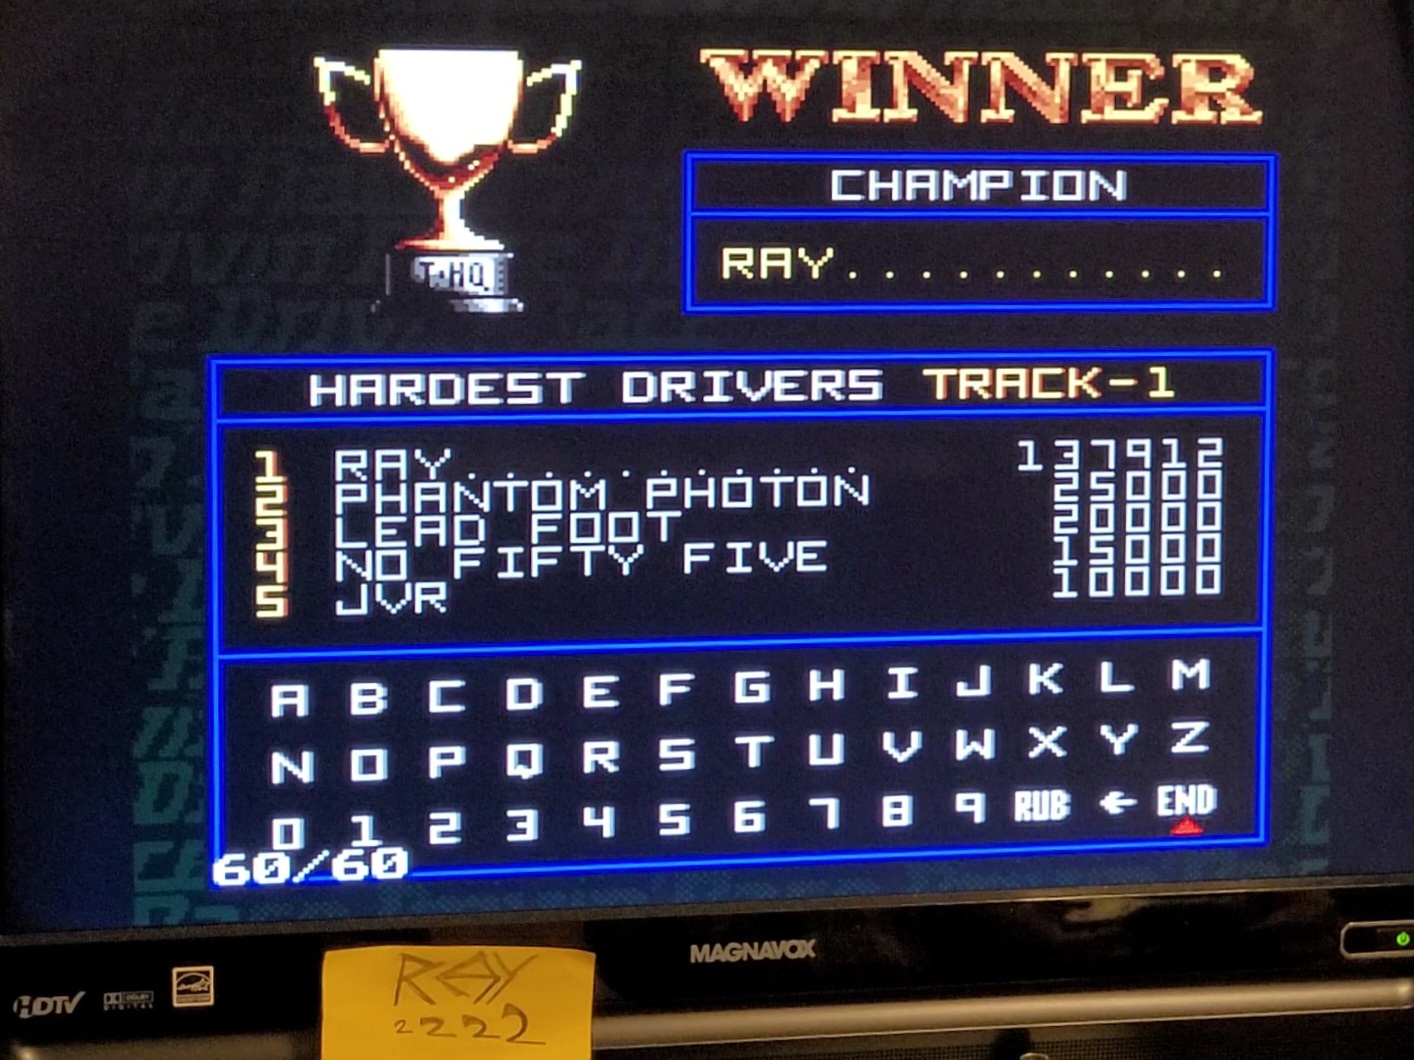 WINNER
CHAMPION
RAY............
T.HQ.
HARDEST DRIVERS TRACK-1
1 RAY............ 137912
2 PHANTOM PHOTON 25000
3 LEAD FOOT 20000
4 NO FIFTY FIVE 15000
5 JVR 10000
A B C D E F G H I J K L M
N O P Q R S T U V W X Y Z
0 1 2 3 4 5 6 7 8 9 RUB ← END
60/60
MAGNAVOX
HDTV
DOLBY
DIGITAL
RAY
2222